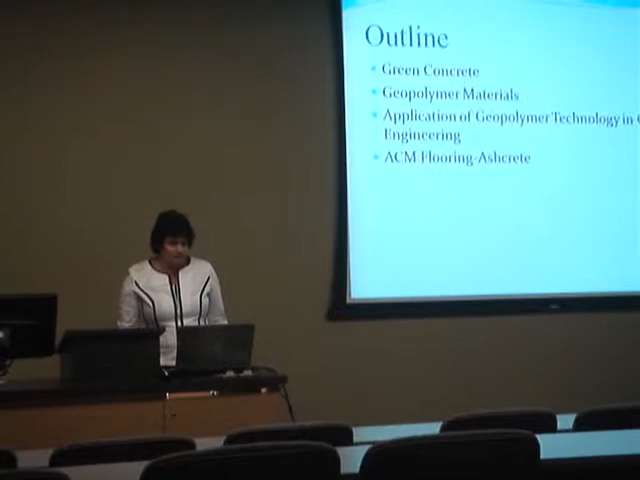 Outline
Green Concrete
Geopolymer Materials
Application of Geopolymer Technology in
Engineering
ACM Flooring-Ashcrete